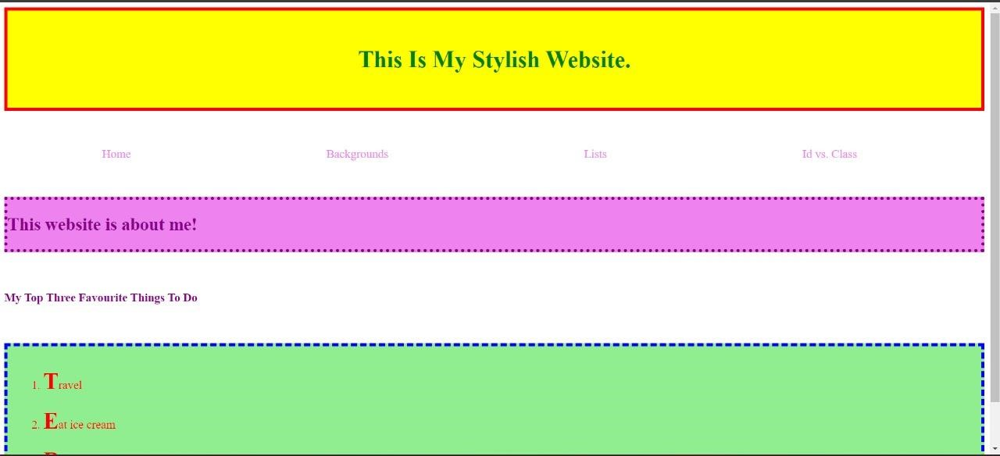 This Is My Stylish Website.
Home Backgrounds Lists Id vs. Class
This website is about me!
My Top Three Favourite Things To Do
1. Travel
2. Eat ice cream